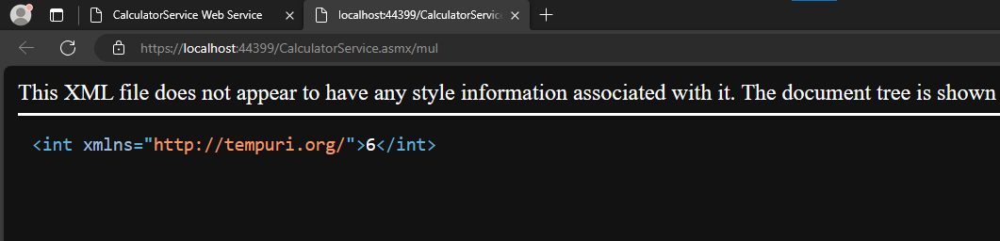 CalculatorService Web Service
localhost:44399/CalculatorServic
https://localhost:44399/CalculatorService.asmx/mul
This XML file does not appear to have any style information associated with it. The document tree is shown
<int xmlns="http://tempuri.org/">6</int>